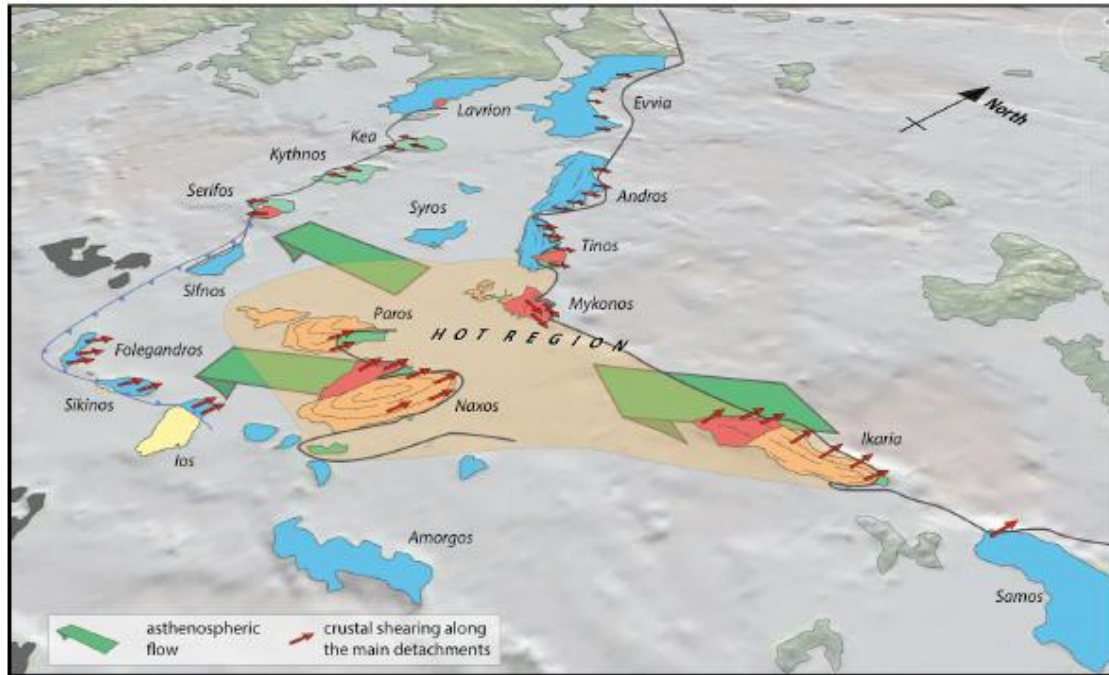 Lavrion
Evvia
North
Kea
Kythnos
Serifos
Syros
Andros
Tinos
Sifnos
Mykonos
Paros
HOT REGION
Folegandros
Sikinos
Naxos
Ikaria
Ios
Amorgos
Samos
asthenospheric
flow
crustal shearing along
the main detachments